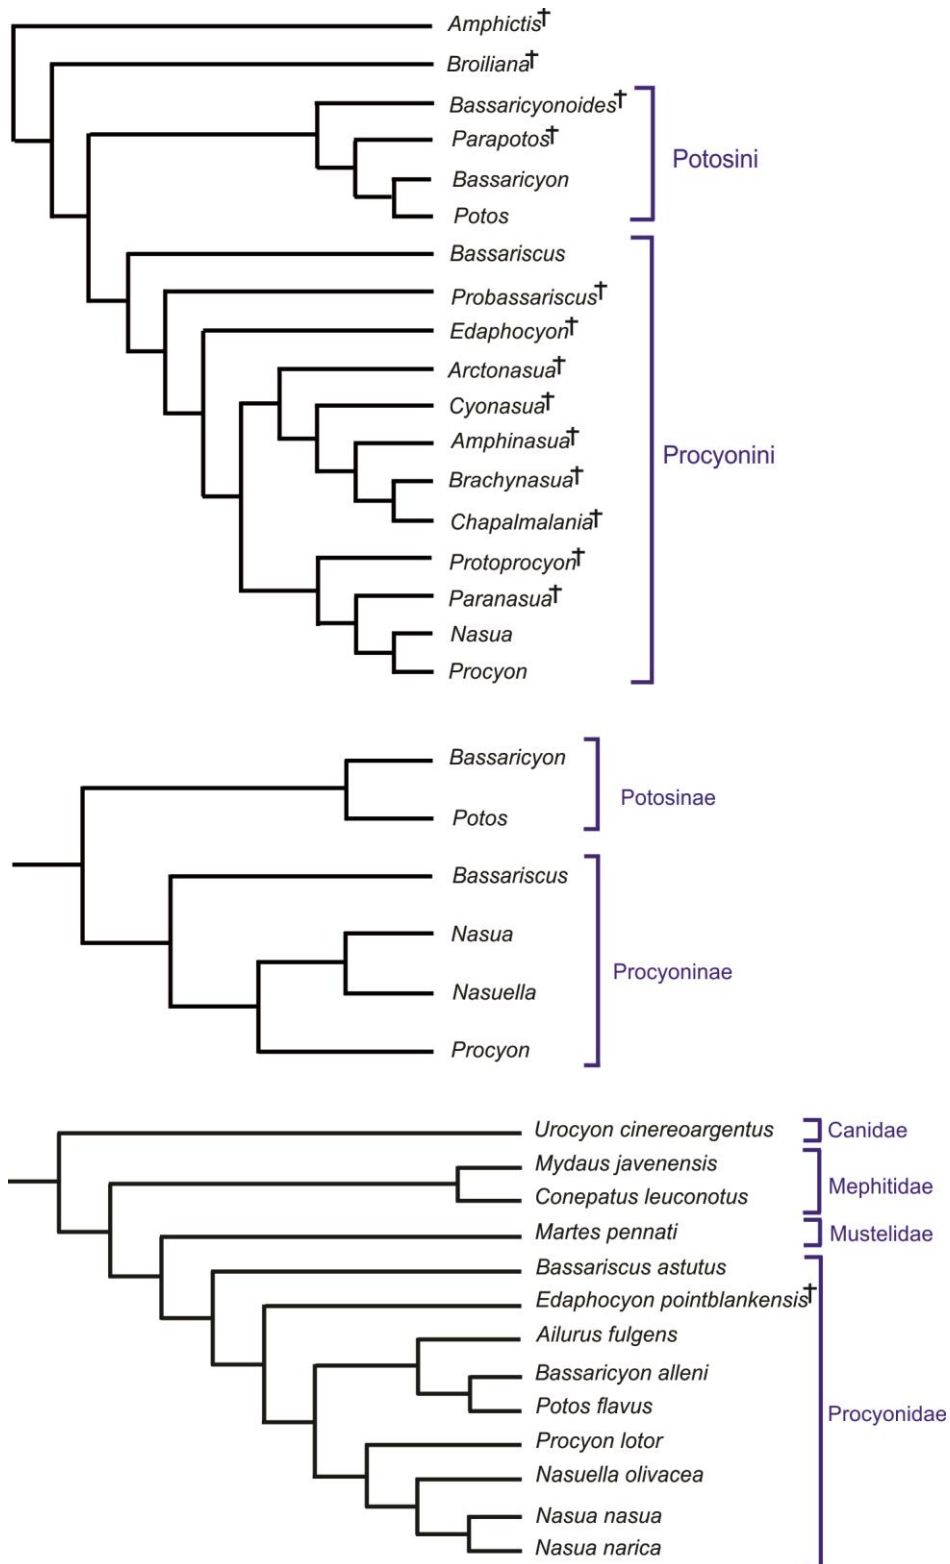 Amphictis†
Broiliana†
Bassaricyonoides†
Parapotos†
Bassaricyon
Potos
Potosini
Bassariscus
Probassariscus†
Edaphocyon†
Arctonasua†
Cyonasua†
Amphinasua†
Brachynasua†
Chapalmalania†
Protoprocyon†
Paranasua†
Nasua
Procyon
Procyonini
Bassaricyon
Potos
Potosinae
Bassariscus
Nasua
Nasuella
Procyon
Procyoninae
Urocyon cinereoargentus
Canidae
Mydaus javenensis
Conepatus leuconotus
Mephitidae
Martes pennati
Mustelidae
Bassariscus astutus
Edaphocyon pointblankensis†
Ailurus fulgens
Bassaricyon alleni
Potos flavus
Procyon lotor
Nasuella olivacea
Nasua nasua
Nasua narica
Procyonidae